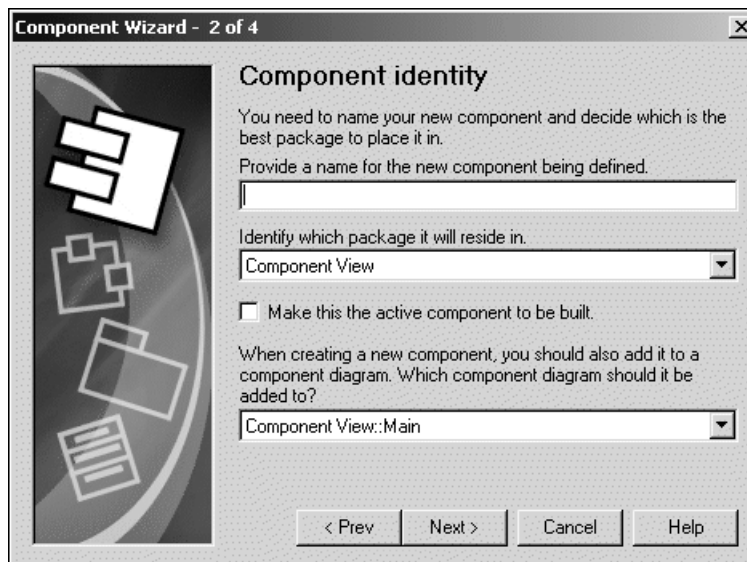 Component Wizard - 2 of 4
Component identity
You need to name your new component and decide which is the
best package to place it in.
Provide a name for the new component being defined.
Identify which package it will reside in.
Component View
Make this the active component to be built.
When creating a new component, you should also add it to a
component diagram. Which component diagram should it be
added to?
Component View::Main
< Prev Next > Cancel Help